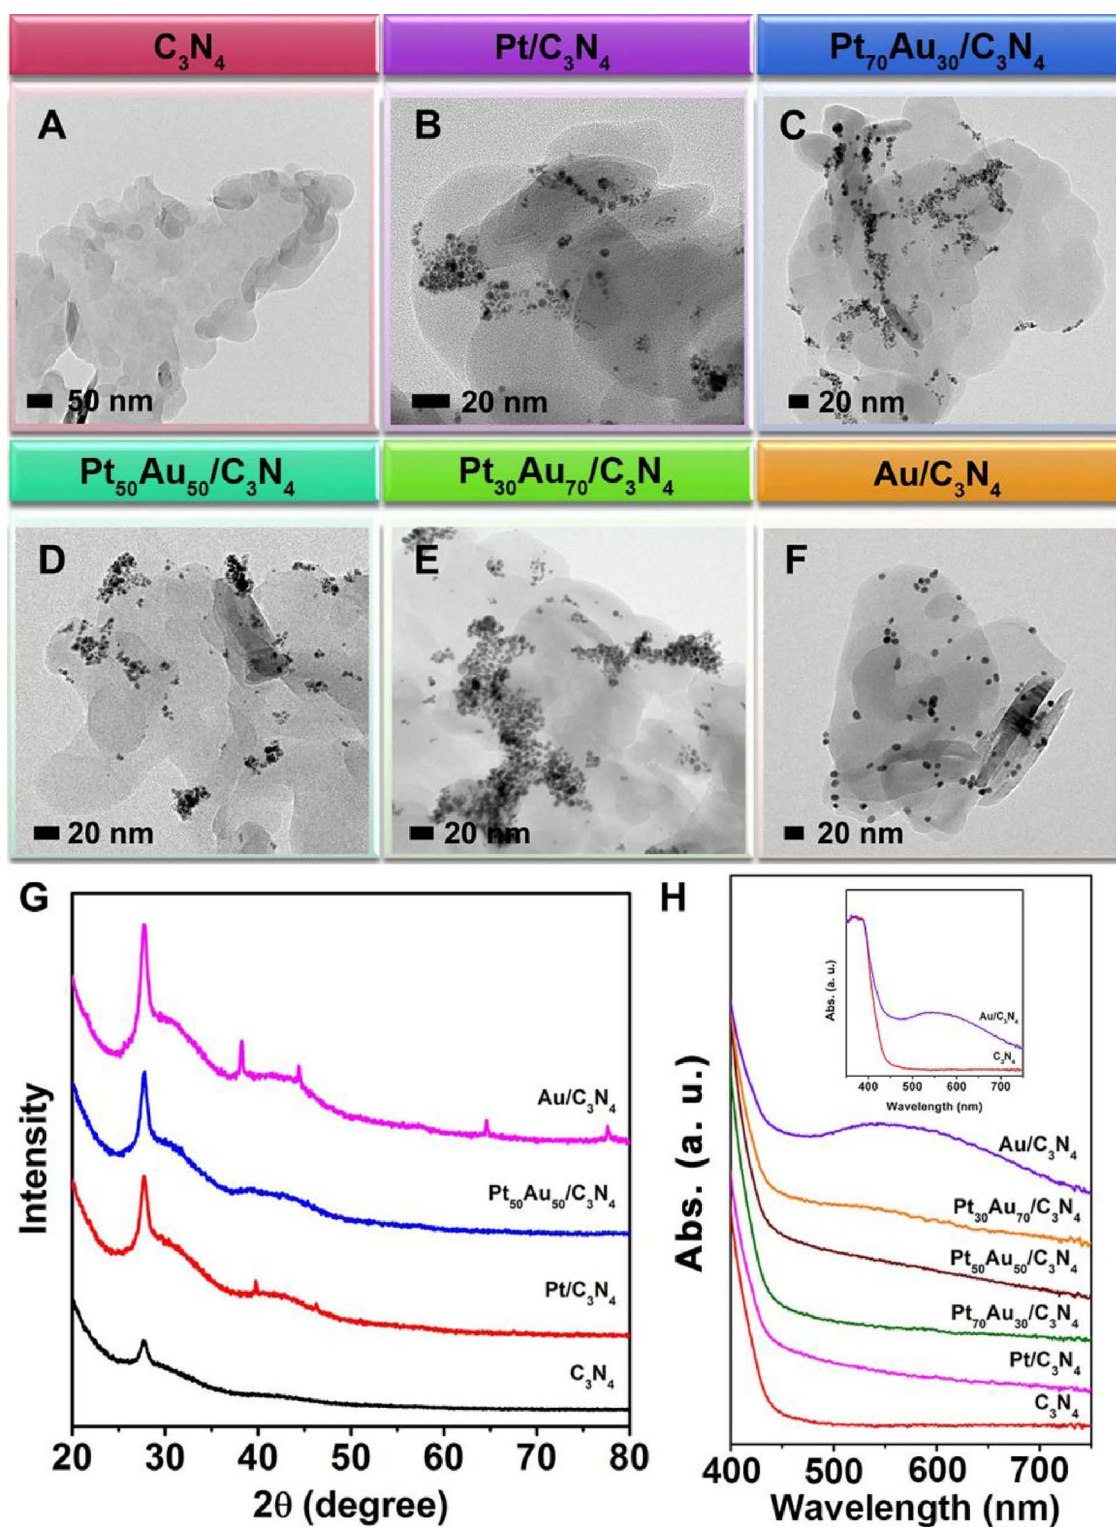 C₃N₄
Pt/C₃N₄
Pt₇₀Au₃₀/C₃N₄
A
50 nm
B
20 nm
C
20 nm
Pt₅₀Au₅₀/C₃N₄
Pt₃₀Au₇₀/C₃N₄
Au/C₃N₄
D
20 nm
E
20 nm
F
20 nm
G
Intensity
Au/C₃N₄
Pt₅₀Au₅₀/C₃N₄
Pt/C₃N₄
C₃N₄
20 30 40 50 60 70 80
2θ (degree)
H
Abs. (a. u.)
Abs. (a. u.)
Au/C₃N₄
C₃N₄
400 500 600 700
Wavelength (nm)
Au/C₃N₄
Pt₃₀Au₇₀/C₃N₄
Pt₅₀Au₅₀/C₃N₄
Pt₇₀Au₃₀/C₃N₄
Pt/C₃N₄
C₃N₄
400 500 600 700
Wavelength (nm)